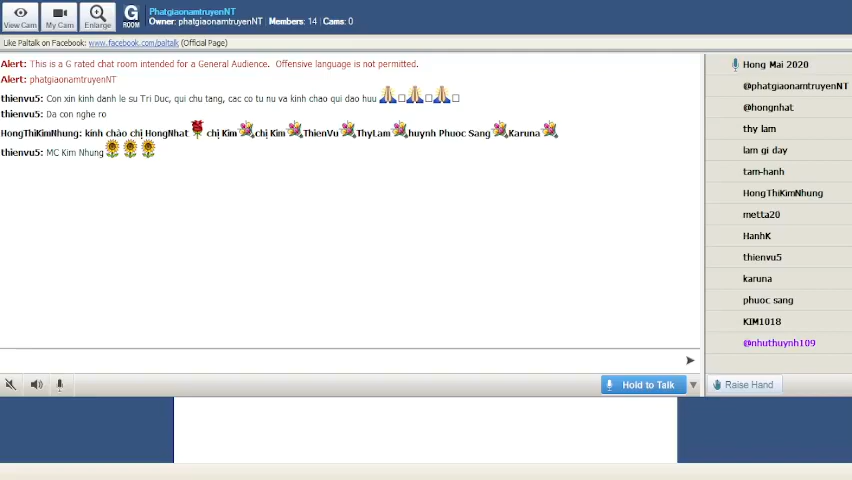 View Cam
My Cam
Enlarge
G
ROOM
PhatgiaonamtruyenNT
Owner: phatgiaonamtruyenNT | Members: 14 | Cams: 0
Like Paltalk on Facebook: www.facebook.com/paltalk (Official Page)
Alert: This is a G rated chat room intended for a General Audience. Offensive language is not permitted.
Alert: phatgiaonamtruyenNT
thienvu5: Con xin kinh danh le su Tri Duc, qui chu tang, cac co tu nu va kinh chao qui dao huu
thienvu5: Da con nghe ro
HongThiKimNhung: kính chào chị HongNhat chị Kim chị Kim ThienVu ThyLam huynh Phuoc Sang Karuna
thienvu5: MC Kim Nhung
Hong Mai 2020
@phatgiaonamtruyenNT
@hongnhat
thy lam
lam gi day
tam-hanh
HongThiKimNhung
metta20
HanhK
thienvu5
karuna
phuoc sang
KIM1018
@nhuthuynh109
Hold to Talk
Raise Hand